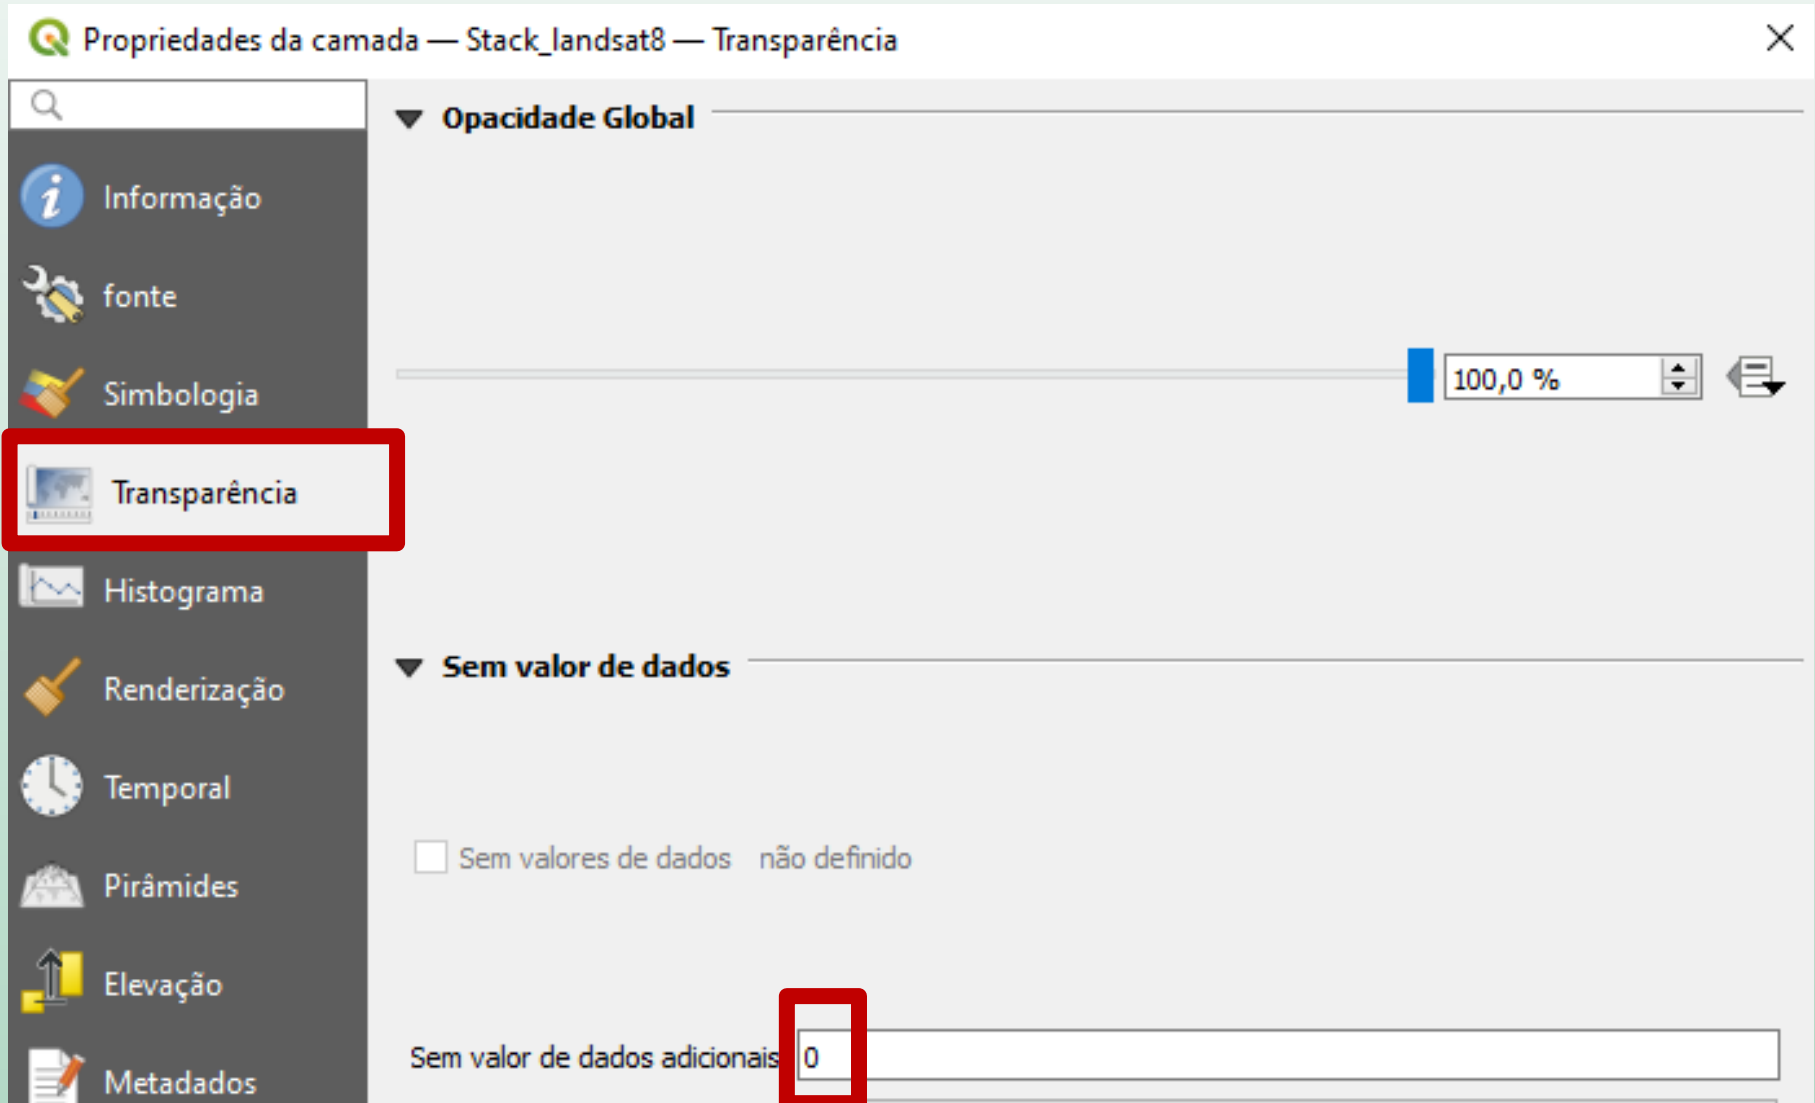 Propriedades da camada — Stack_landsat8 — Transparência
Opacidade Global
Informação
fonte
100,0 %
Simbologia
Transparência
Histograma
Sem valor de dados
Renderização
Temporal
Sem valores de dados não definido
Pirâmides
Elevação
Sem valor de dados adicionais 0
Metadados